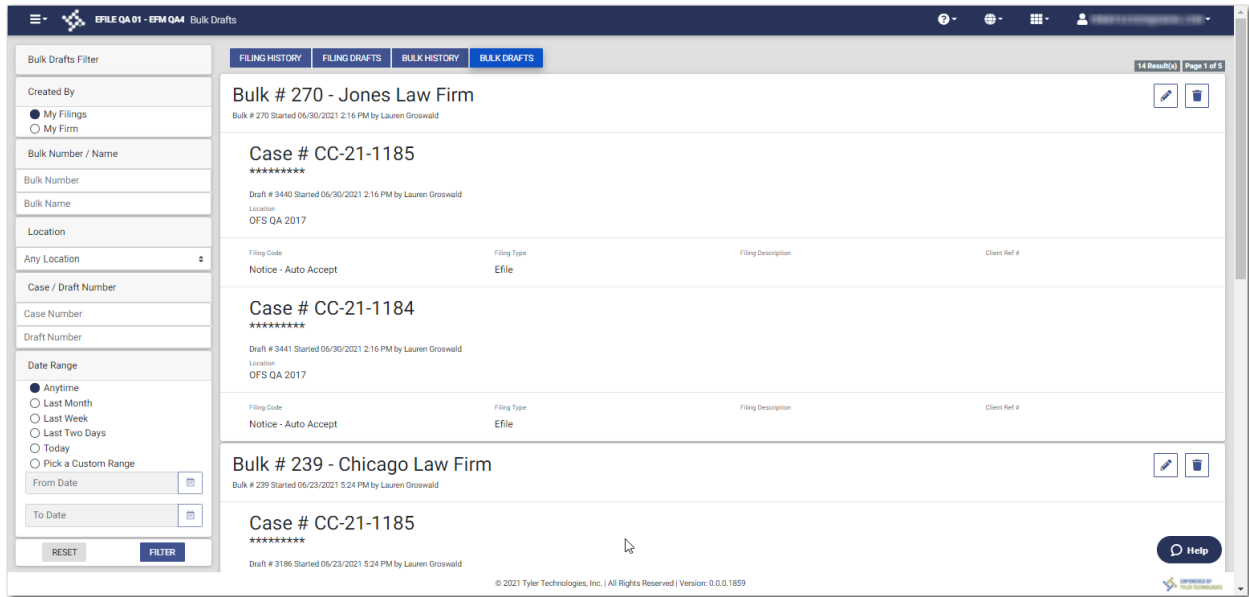 EFILE QA 01 - EFM QA4 Bulk Drafts
Bulk Drafts Filter
Created By
My Filings
My Firm
Bulk Number / Name
Bulk Number
Bulk Name
Location
Any Location
Case / Draft Number
Case Number
Draft Number
Date Range
Anytime
Last Month
Last Week
Last Two Days
Today
Pick a Custom Range
From Date
To Date
RESET FILTER
FILING HISTORY FILING DRAFTS BULK HISTORY BULK DRAFTS
14 Result(s) Page 1 of 5
Bulk # 270 - Jones Law Firm
Bulk # 270 Started 06/30/2021 2:16 PM by Lauren Groswald
Case # CC-21-1185
*********
Draft # 3440 Started 06/30/2021 2:16 PM by Lauren Groswald
Location
OFS QA 2017
Filing Code Filing Type Filing Description Client Ref #
Notice - Auto Accept Efile
Case # CC-21-1184
*********
Draft # 3441 Started 06/30/2021 2:16 PM by Lauren Groswald
Location
OFS QA 2017
Filing Code Filing Type Filing Description Client Ref #
Notice - Auto Accept Efile
Bulk # 239 - Chicago Law Firm
Bulk # 239 Started 06/23/2021 5:24 PM by Lauren Groswald
Case # CC-21-1185
*********
Draft # 3186 Started 06/23/2021 5:24 PM by Lauren Groswald
Help
© 2021 Tyler Technologies, Inc. | All Rights Reserved | Version: 0.0.0.1859
EMPOWERED BY
TYLER TECHNOLOGIES